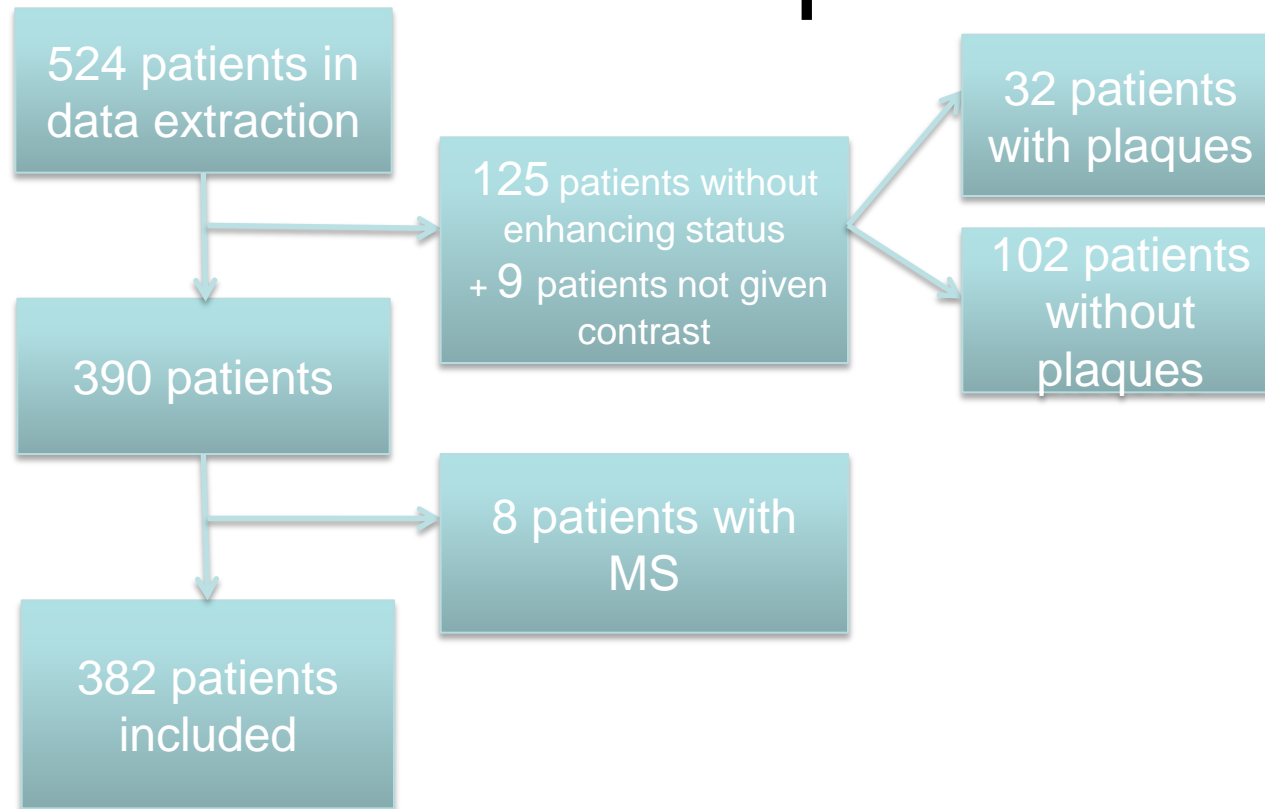 524 patients in
data extraction
125 patients without
enhancing status
+ 9 patients not given
contrast
32 patients
with plaques
102 patients
without
plaques
390 patients
8 patients with
MS
382 patients
included